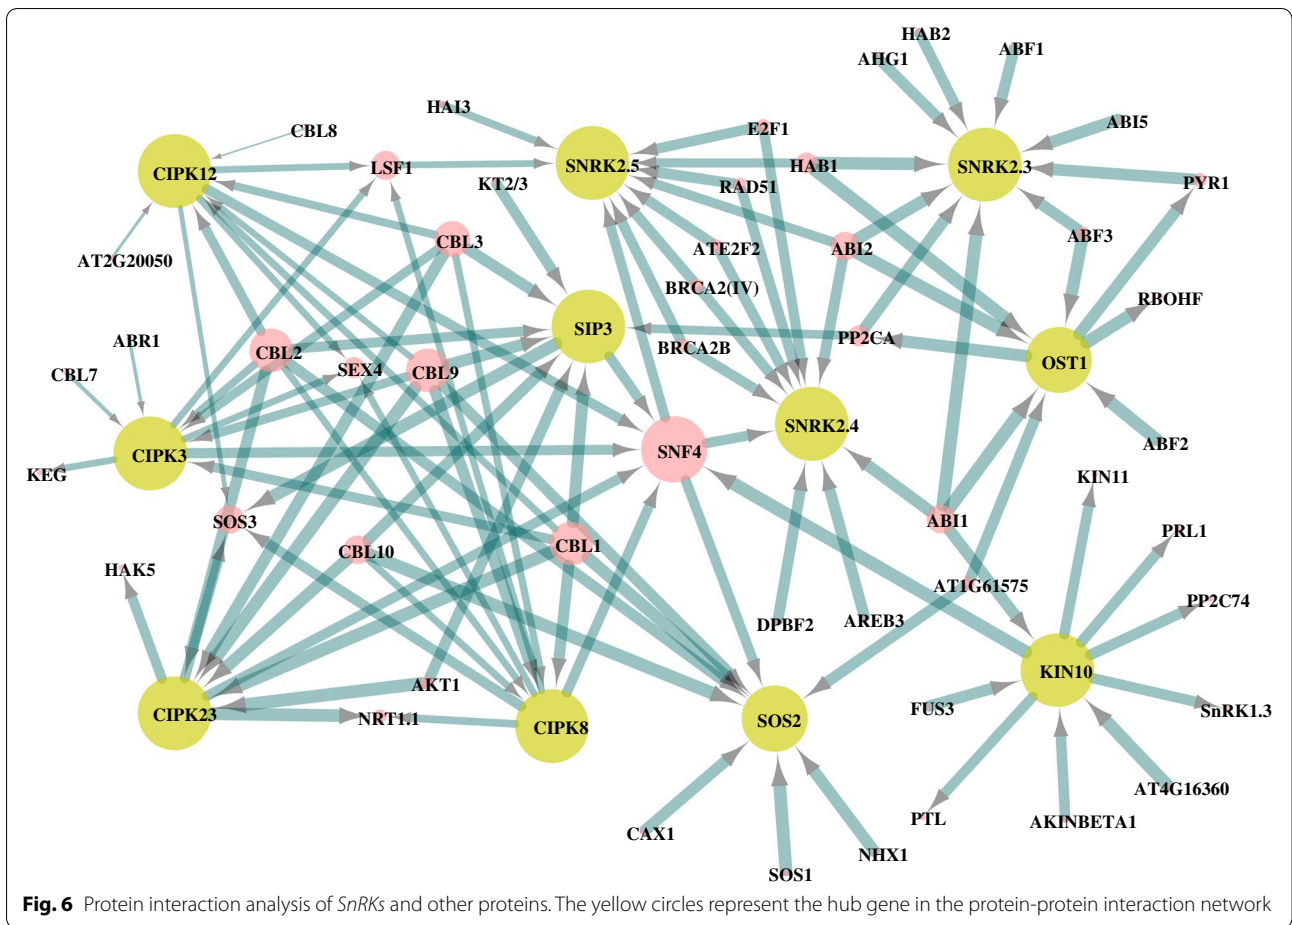 HAB2
ABF1
AHG1
HAI3
ABI5
CBL8
E2F1
CIPK12
LSF1
SNRK2.5
HAB1
SNRK2.3
KT2/3
RAD51
PYR1
CBL3
ABI2
ABF3
ATE2F2
AT2G20050
BRCA2(IV)
RBOHF
SIP3
ABR1
PP2CA
BRCA2B
CBL2
SEX4
CBL9
OST1
CBL7
SNRK2.4
CIPK3
SNF4
ABF2
KEG
KIN11
SOS3
ABI1
CBL10
CBL1
PRL1
HAK5
AT1G61575
PP2C74
DPBF2
AREB3
KIN10
AKT1
FUS3
SnRK1.3
CIPK23
NRT1.1
CIPK8
SOS2
AT4G16360
PTL
AKINBETA1
CAX1
NHX1
SOS1
Fig. 6 Protein interaction analysis of SnRKs and other proteins. The yellow circles represent the hub gene in the protein-protein interaction network